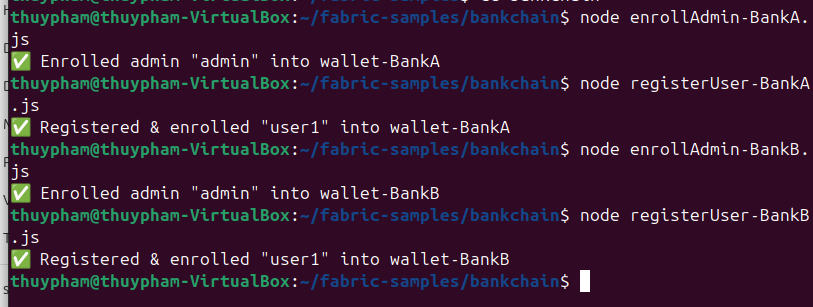 thuypham@thuypham-VirtualBox:~/fabric-samples/bankchain$ node enrollAdmin-BankA.
js
✅ Enrolled admin "admin" into wallet-BankA
thuypham@thuypham-VirtualBox:~/fabric-samples/bankchain$ node registerUser-BankA
.js
✅ Registered & enrolled "user1" into wallet-BankA
thuypham@thuypham-VirtualBox:~/fabric-samples/bankchain$ node enrollAdmin-BankB.
js
✅ Enrolled admin "admin" into wallet-BankB
thuypham@thuypham-VirtualBox:~/fabric-samples/bankchain$ node registerUser-BankB
.js
✅ Registered & enrolled "user1" into wallet-BankB
thuypham@thuypham-VirtualBox:~/fabric-samples/bankchain$